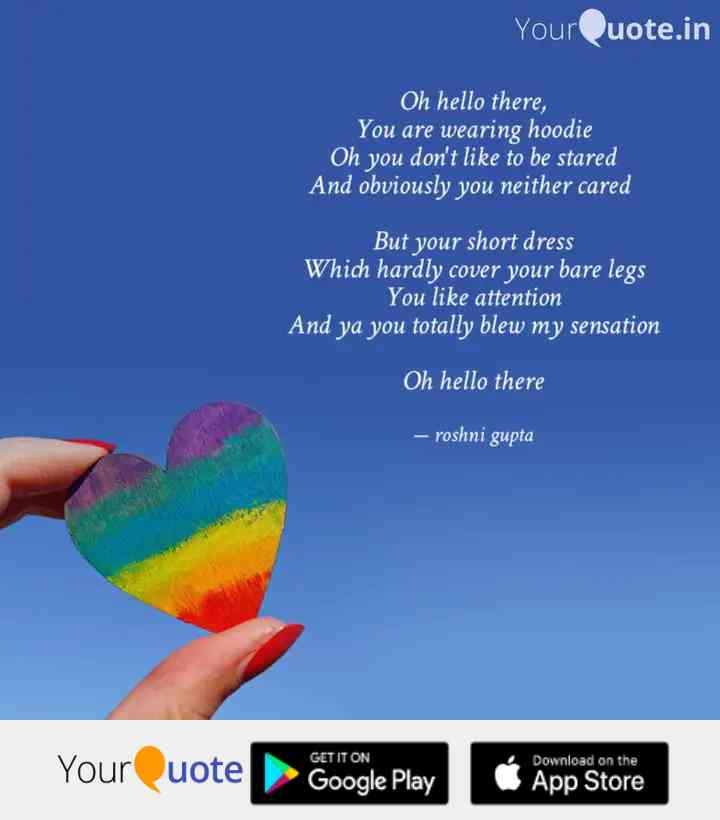 YourQuote.in
Oh hello there,
You are wearing hoodie
Oh you don't like to be stared
And obviously you neither cared
But your short dress
Which hardly cover your bare legs
You like attention
And ya you totally blew my sensation
Oh hello there
— roshni gupta
YourQuote
GET IT ON
Google Play
Download on the
App Store